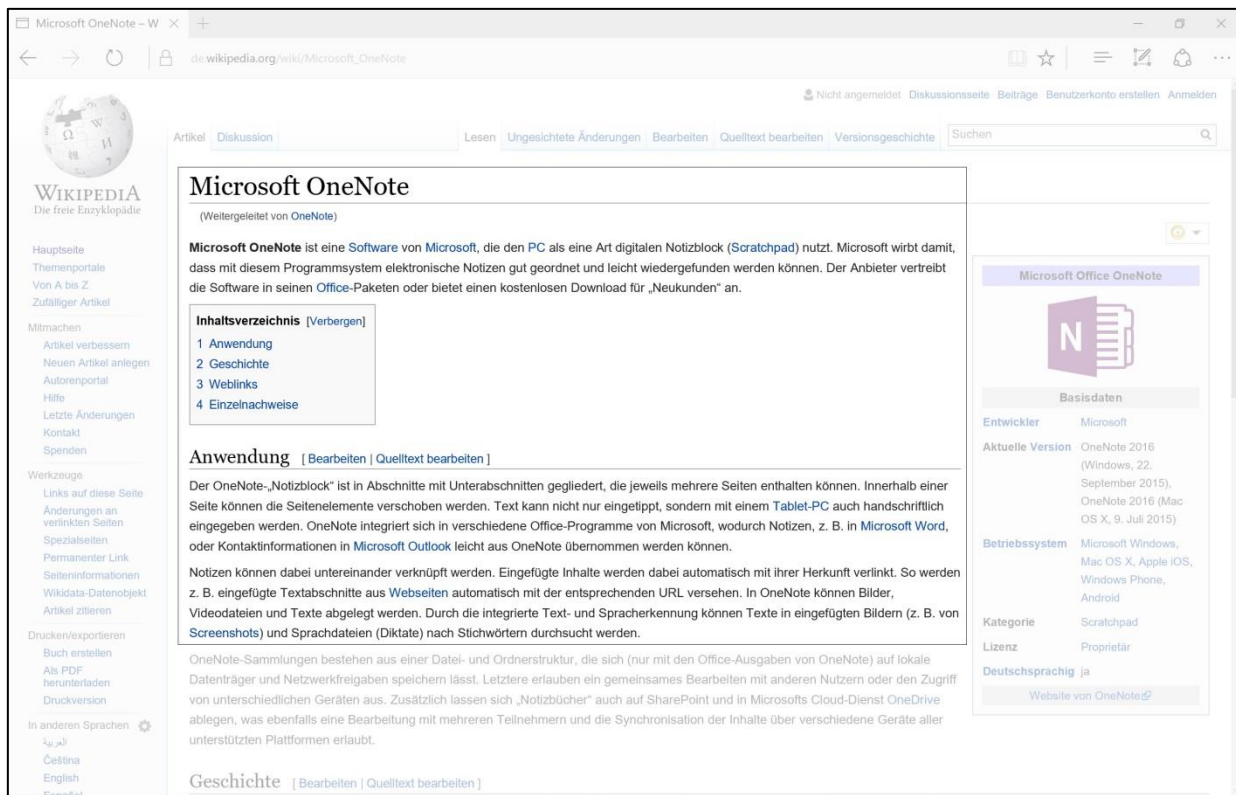 Microsoft OneNote – W
de.wikipedia.org/wiki/Microsoft_OneNote
Nicht angemeldet Diskussionsseite Beiträge Benutzerkonto erstellen Anmelden
Artikel Diskussion Lesen Ungesichtete Änderungen Bearbeiten Quelltext bearbeiten Versionsgeschichte Suchen
WIKIPEDIA
Die freie Enzyklopädie
Hauptseite
Themenportale
Von A bis Z
Zufälliger Artikel
Mitmachen
Artikel verbessern
Neuen Artikel anlegen
Autorenportal
Hilfe
Letzte Änderungen
Kontakt
Spenden
Werkzeuge
Links auf diese Seite
Änderungen an
verlinkten Seiten
Spezialseiten
Permanenter Link
Seiteninformationen
Wikidata-Datenobjekt
Artikel zitieren
Drucken/exportieren
Buch erstellen
Als PDF
herunterladen
Druckversion
In anderen Sprachen
العربية
Čeština
English
Español
Microsoft OneNote
(Weitergeleitet von OneNote)
Microsoft OneNote ist eine Software von Microsoft, die den PC als eine Art digitalen Notizblock (Scratchpad) nutzt. Microsoft wirbt damit,
dass mit diesem Programmsystem elektronische Notizen gut geordnet und leicht wiedergefunden werden können. Der Anbieter vertreibt
die Software in seinen Office-Paketen oder bietet einen kostenlosen Download für „Neukunden“ an.
Inhaltsverzeichnis [Verbergen]
1 Anwendung
2 Geschichte
3 Weblinks
4 Einzelnachweise
Anwendung [ Bearbeiten | Quelltext bearbeiten ]
Der OneNote-„Notizblock“ ist in Abschnitte mit Unterabschnitten gegliedert, die jeweils mehrere Seiten enthalten können. Innerhalb einer
Seite können die Seitenelemente verschoben werden. Text kann nicht nur eingetippt, sondern mit einem Tablet-PC auch handschriftlich
eingegeben werden. OneNote integriert sich in verschiedene Office-Programme von Microsoft, wodurch Notizen, z. B. in Microsoft Word,
oder Kontaktinformationen in Microsoft Outlook leicht aus OneNote übernommen werden können.
Notizen können dabei untereinander verknüpft werden. Eingefügte Inhalte werden dabei automatisch mit ihrer Herkunft verlinkt. So werden
z. B. eingefügte Textabschnitte aus Webseiten automatisch mit der entsprechenden URL versehen. In OneNote können Bilder,
Videodateien und Texte abgelegt werden. Durch die integrierte Text- und Spracherkennung können Texte in eingefügten Bildern (z. B. von
Screenshots) und Sprachdateien (Diktate) nach Stichwörtern durchsucht werden.
OneNote-Sammlungen bestehen aus einer Datei- und Ordnerstruktur, die sich (nur mit den Office-Ausgaben von OneNote) auf lokale
Datenträger und Netzwerkfreigaben speichern lässt. Letztere erlauben ein gemeinsames Bearbeiten mit anderen Nutzern oder den Zugriff
von unterschiedlichen Geräten aus. Zusätzlich lassen sich „Notizbücher“ auch auf SharePoint und in Microsofts Cloud-Dienst OneDrive
ablegen, was ebenfalls eine Bearbeitung mit mehreren Teilnehmern und die Synchronisation der Inhalte über verschiedene Geräte aller
unterstützten Plattformen erlaubt.
Geschichte [ Bearbeiten | Quelltext bearbeiten ]
Microsoft Office OneNote
N
Basisdaten
Entwickler Microsoft
Aktuelle Version OneNote 2016
(Windows, 22.
September 2015),
OneNote 2016 (Mac
OS X, 9. Juli 2015)
Betriebssystem Microsoft Windows,
Mac OS X, Apple iOS,
Windows Phone,
Android
Kategorie Scratchpad
Lizenz Proprietär
Deutschsprachig ja
Website von OneNote